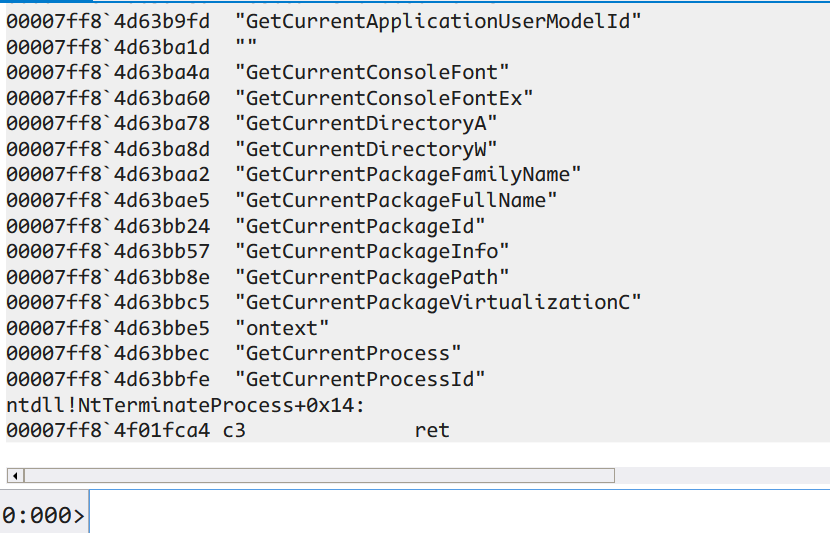 00007ff8`4d63b9fd  "GetCurrentApplicationUserModelId"
00007ff8`4d63ba1d  ""
00007ff8`4d63ba4a  "GetCurrentConsoleFont"
00007ff8`4d63ba60  "GetCurrentConsoleFontEx"
00007ff8`4d63ba78  "GetCurrentDirectoryA"
00007ff8`4d63ba8d  "GetCurrentDirectoryW"
00007ff8`4d63baa2  "GetCurrentPackageFamilyName"
00007ff8`4d63bae5  "GetCurrentPackageFullName"
00007ff8`4d63bb24  "GetCurrentPackageId"
00007ff8`4d63bb57  "GetCurrentPackageInfo"
00007ff8`4d63bb8e  "GetCurrentPackagePath"
00007ff8`4d63bbc5  "GetCurrentPackageVirtualizationC"
00007ff8`4d63bbe5  "ontext"
00007ff8`4d63bbec  "GetCurrentProcess"
00007ff8`4d63bbfe  "GetCurrentProcessId"
ntdll!NtTerminateProcess+0x14:
00007ff8`4f01fca4 c3              ret
0:000>